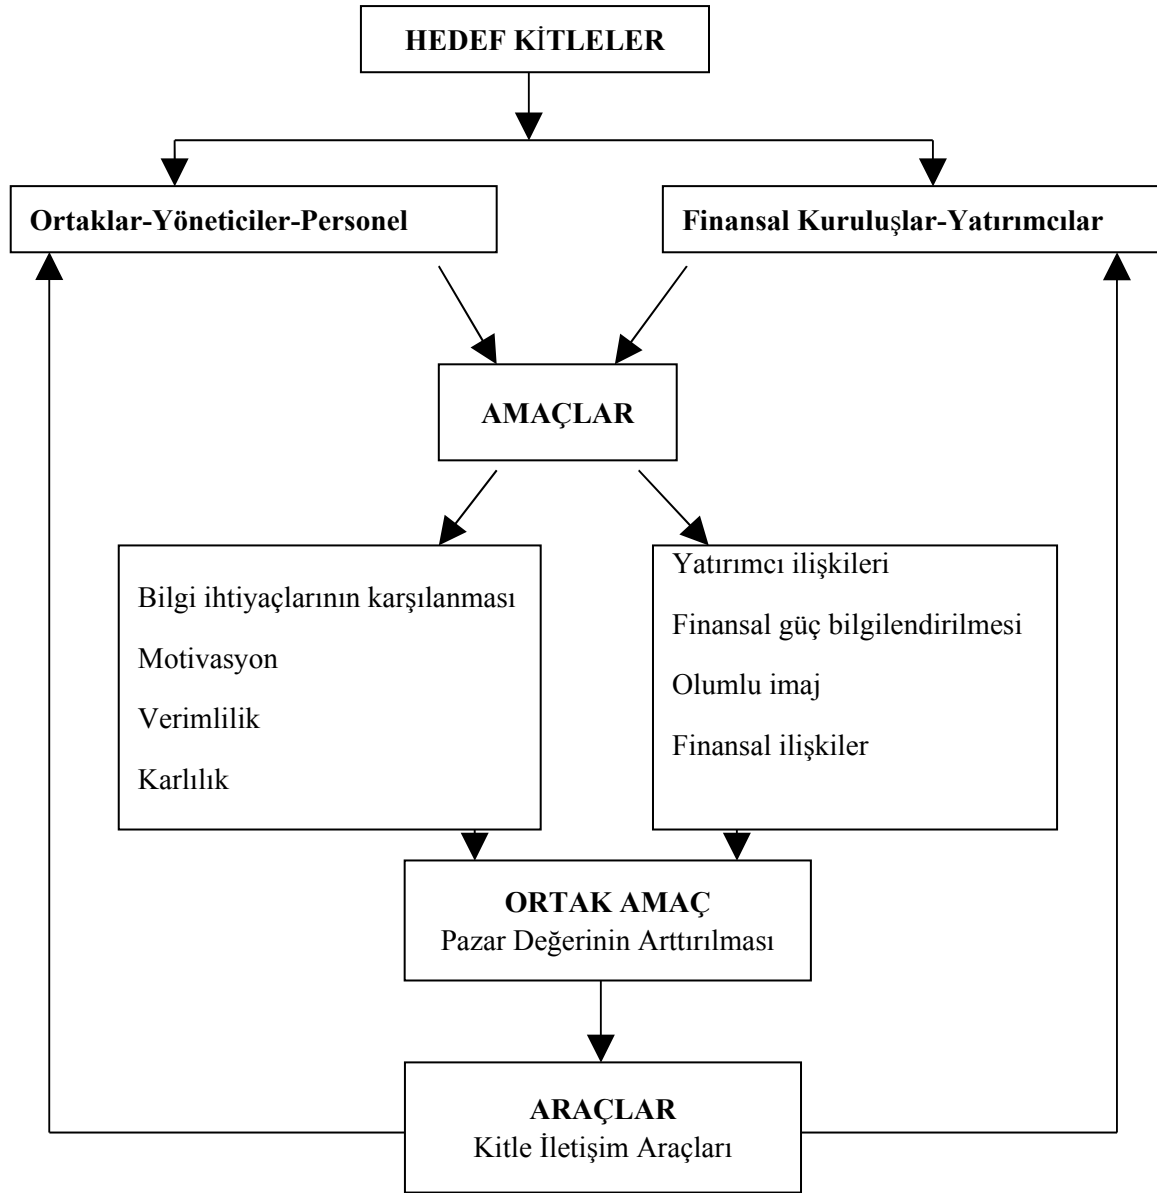 HEDEF KİTLELER
Ortaklar-Yöneticiler-Personel
Finansal Kuruluşlar-Yatırımcılar
AMAÇLAR
Bilgi ihtiyaçlarının karşılanması
Motivasyon
Verimlilik
Karlılık
Yatırımcı ilişkileri
Finansal güç bilgilendirilmesi
Olumlu imaj
Finansal ilişkiler
ORTAK AMAÇ
Pazar Değerinin Arttırılması
ARAÇLAR
Kitle İletişim Araçları